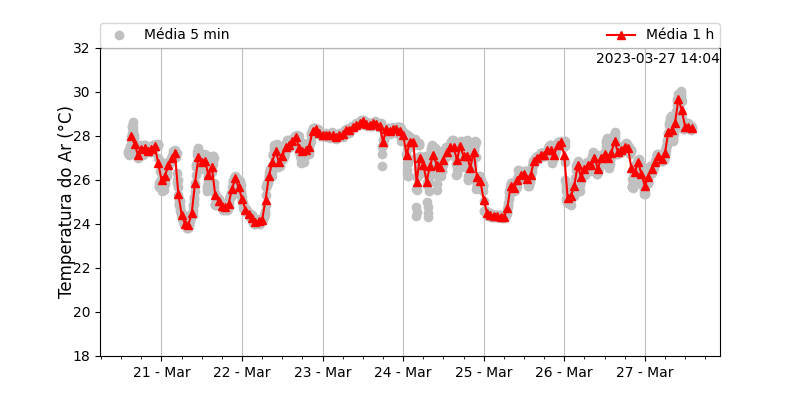 Média 5 min
Média 1 h
2023-03-27 14:04
Temperatura do Ar (°C)
32
30
28
26
24
22
20
18
21 - Mar
22 - Mar
23 - Mar
24 - Mar
25 - Mar
26 - Mar
27 - Mar